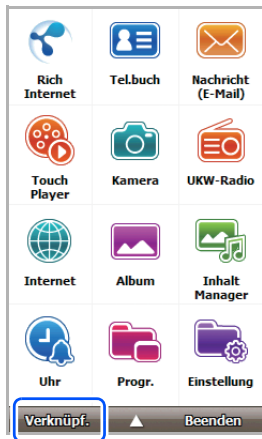 Rich Tel.buch Nachricht
Internet (E-Mail)
Touch Kamera UKW-Radio
Player
Internet Album Inhalt
Manager
Uhr Progr. Einstellung
Verknüpf. Beenden